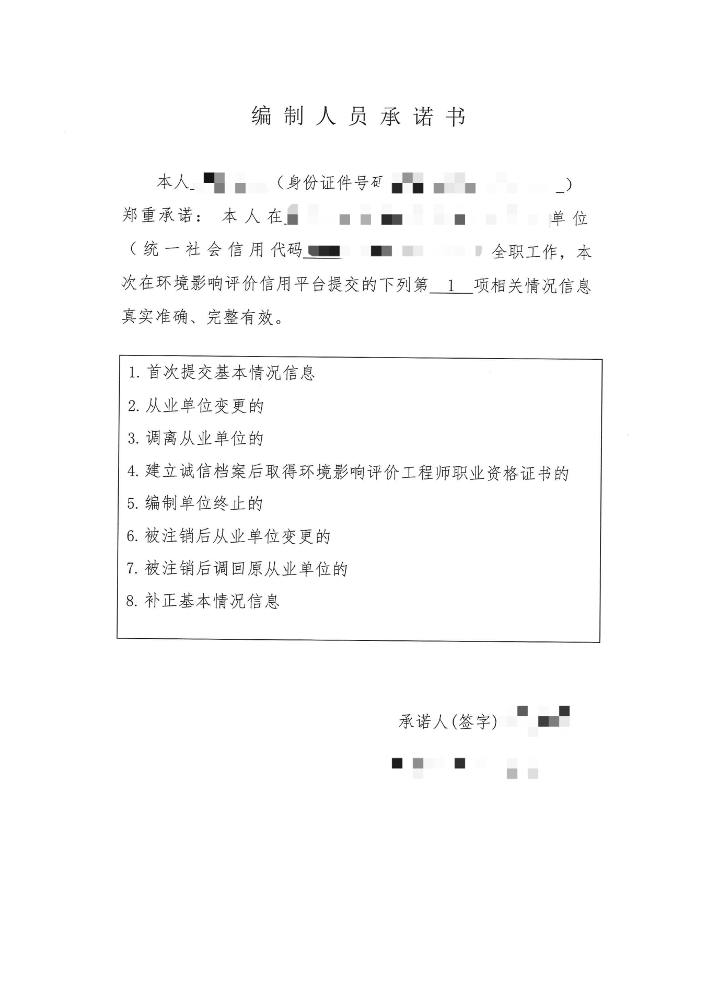 编制人员承诺书
本人（身份证件号码）
郑重承诺：本人在单位
（统一社会信用代码全职工作，本
次在环境影响评价信用平台提交的下列第 1 项相关情况信息
真实准确、完整有效。
1. 首次提交基本情况信息
2. 从业单位变更的
3. 调离从业单位的
4. 建立诚信档案后取得环境影响评价工程师职业资格证书的
5. 编制单位终止的
6. 被注销后从业单位变更的
7. 被注销后调回原从业单位的
8. 补正基本情况信息
承诺人(签字)